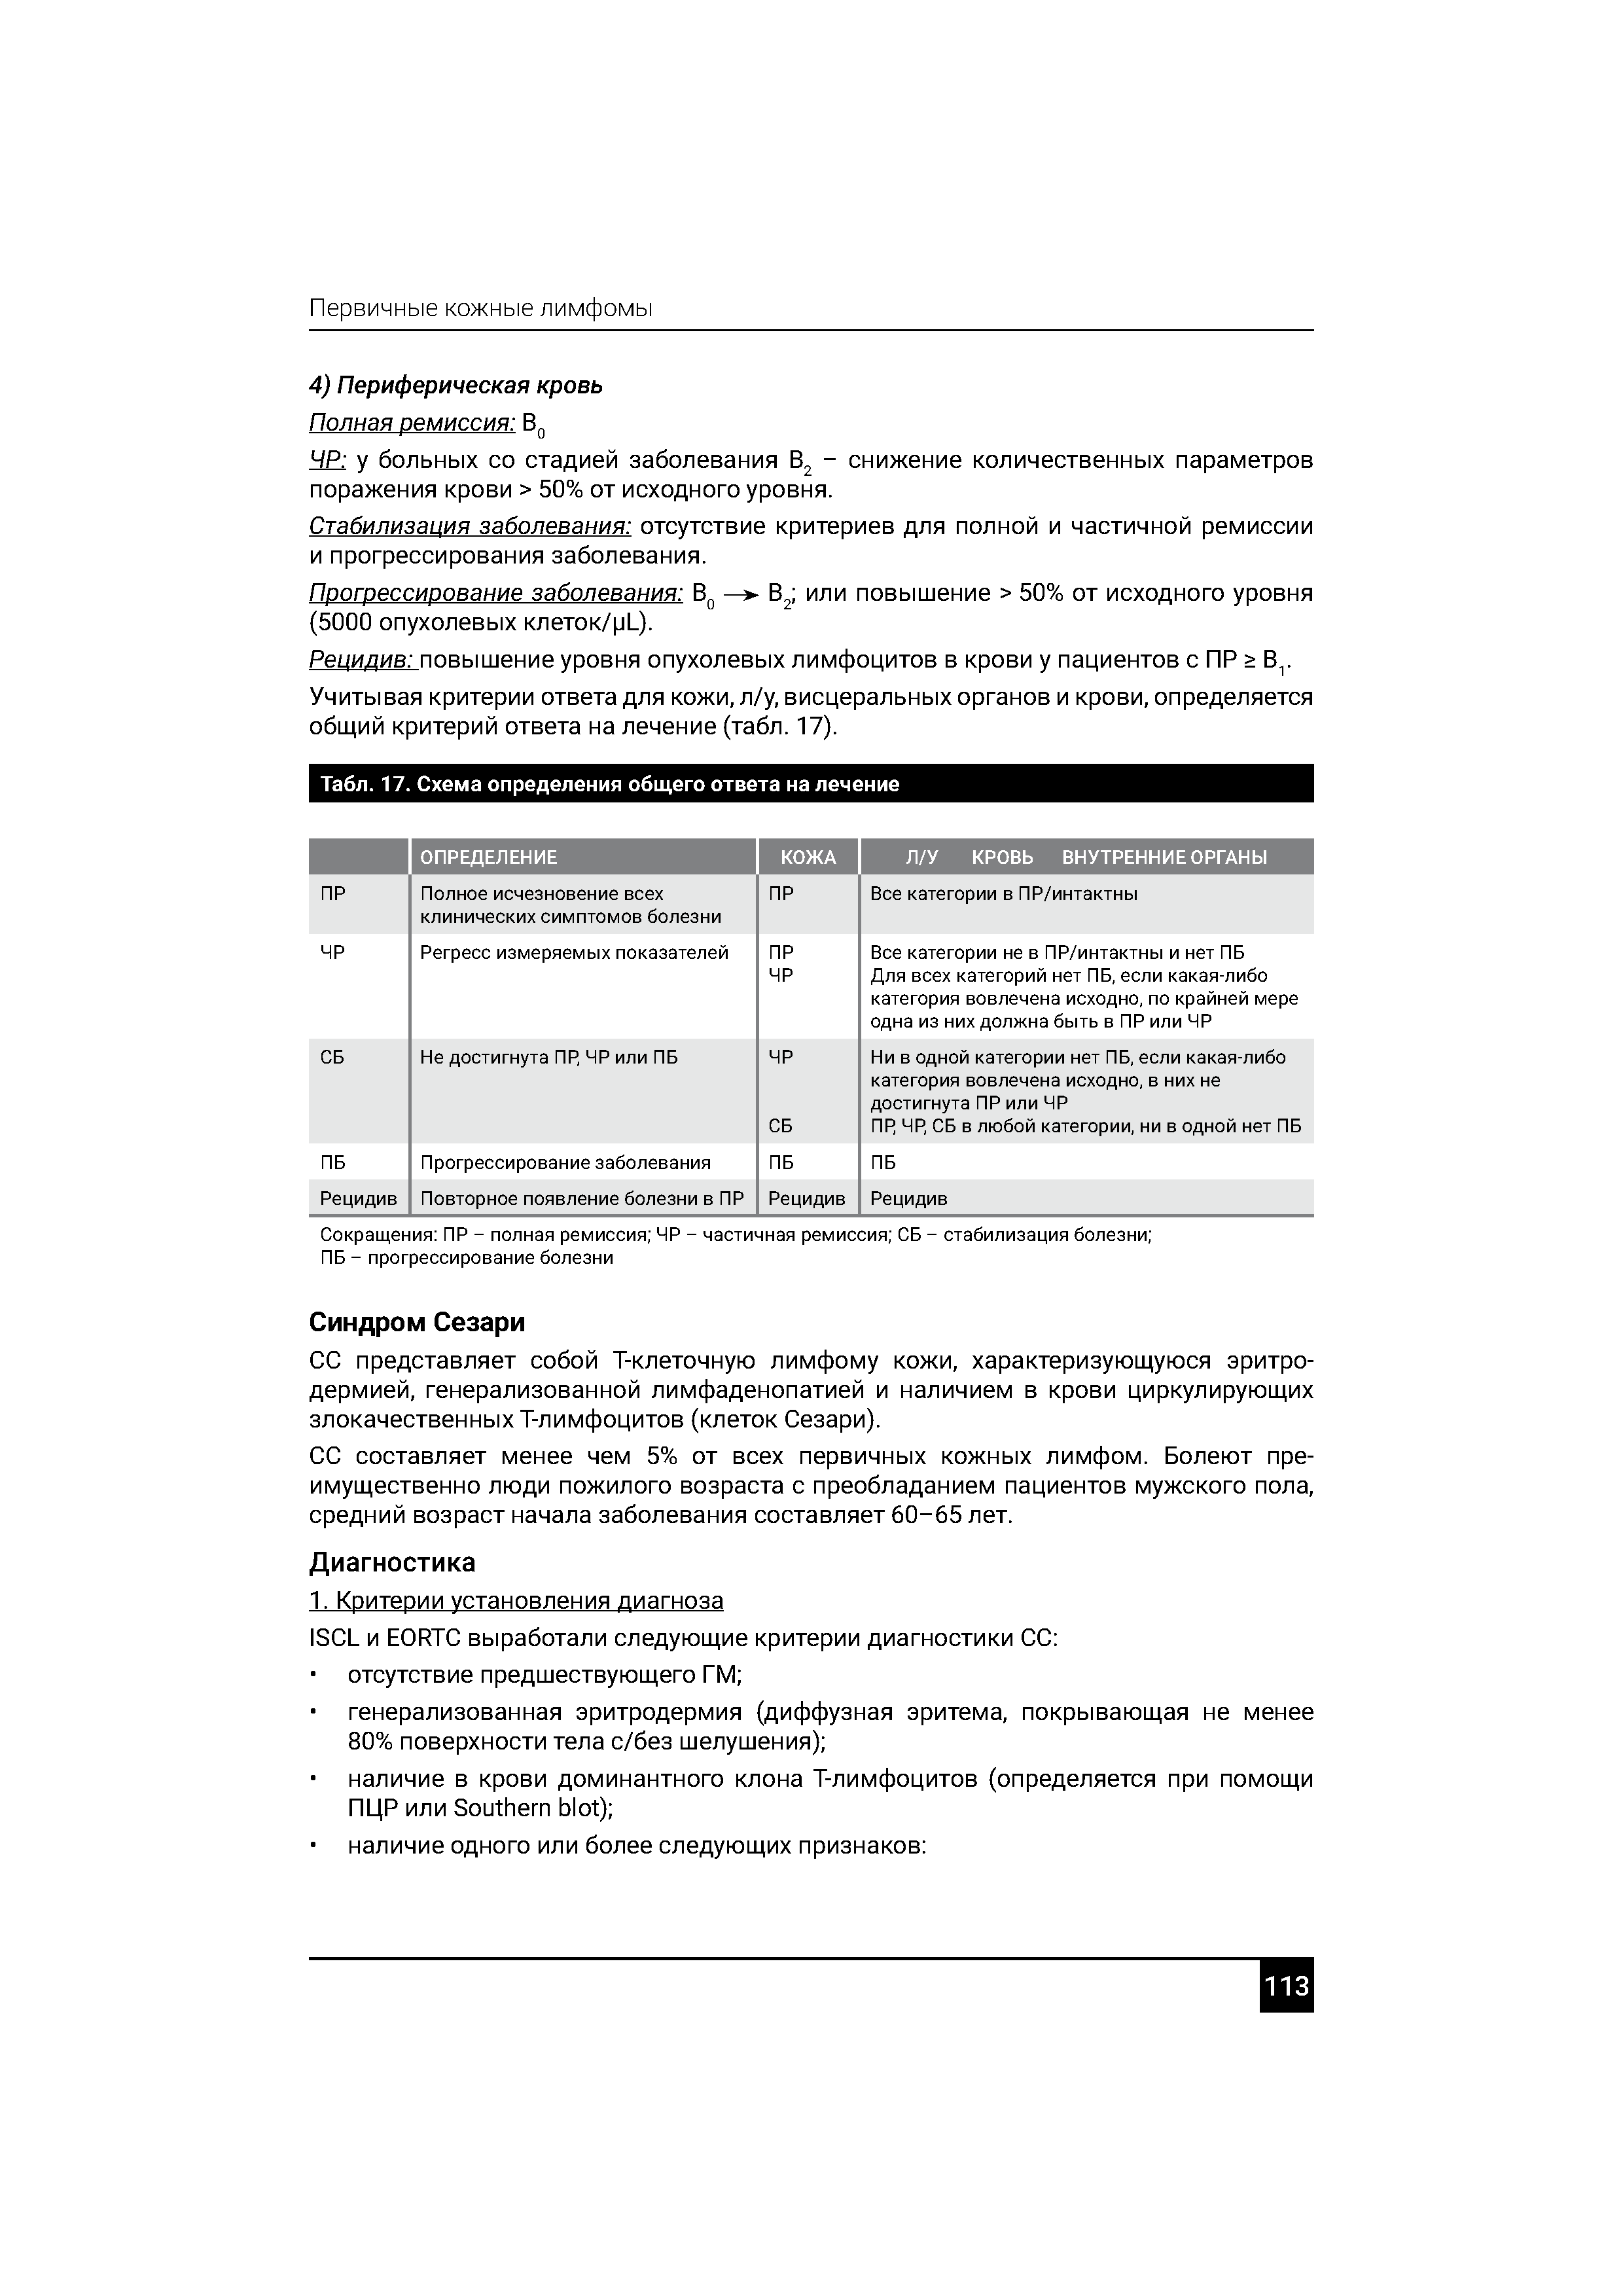 Первичные кожные лимфомы
4) Периферическая кровь
Полная ремиссия: B0
ЧР: у больных со стадией заболевания B2 – снижение количественных параметров
поражения крови > 50% от исходного уровня.
Стабилизация заболевания: отсутствие критериев для полной и частичной ремиссии
и прогрессирования заболевания.
Прогрессирование заболевания: B0 → B2; или повышение > 50% от исходного уровня
(5000 опухолевых клеток/µL).
Рецидив: повышение уровня опухолевых лимфоцитов в крови у пациентов с ПР ≥ B1.
Учитывая критерии ответа для кожи, л/у, висцеральных органов и крови, определяется
общий критерий ответа на лечение (табл. 17).
Табл. 17. Схема определения общего ответа на лечение
ОПРЕДЕЛЕНИЕ КОЖА Л/У КРОВЬ ВНУТРЕННИЕ ОРГАНЫ
ПР Полное исчезновение всех ПР Все категории в ПР/интактны
клинических симптомов болезни
ЧР Регресс измеряемых показателей ПР Все категории не в ПР/интактны и нет ПБ
ЧР Для всех категорий нет ПБ, если какая-либо
категория вовлечена исходно, по крайней мере
одна из них должна быть в ПР или ЧР
СБ Не достигнута ПР, ЧР или ПБ ЧР Ни в одной категории нет ПБ, если какая-либо
категория вовлечена исходно, в них не
достигнута ПР или ЧР
СБ ПР, ЧР, СБ в любой категории, ни в одной нет ПБ
ПБ Прогрессирование заболевания ПБ ПБ
Рецидив Повторное появление болезни в ПР Рецидив Рецидив
Сокращения: ПР – полная ремиссия; ЧР – частичная ремиссия; СБ – стабилизация болезни;
ПБ – прогрессирование болезни
Синдром Сезари
СС представляет собой Т-клеточную лимфому кожи, характеризующуюся эритро-
дермией, генерализованной лимфаденопатией и наличием в крови циркулирующих
злокачественных Т-лимфоцитов (клеток Сезари).
СС составляет менее чем 5% от всех первичных кожных лимфом. Болеют пре-
имущественно люди пожилого возраста с преобладанием пациентов мужского пола,
средний возраст начала заболевания составляет 60–65 лет.
Диагностика
1. Критерии установления диагноза
ISCL и EORTC выработали следующие критерии диагностики СС:
• отсутствие предшествующего ГМ;
• генерализованная эритродермия (диффузная эритема, покрывающая не менее
80% поверхности тела с/без шелушения);
• наличие в крови доминантного клона Т-лимфоцитов (определяется при помощи
ПЦР или Southern blot);
• наличие одного или более следующих признаков:
113